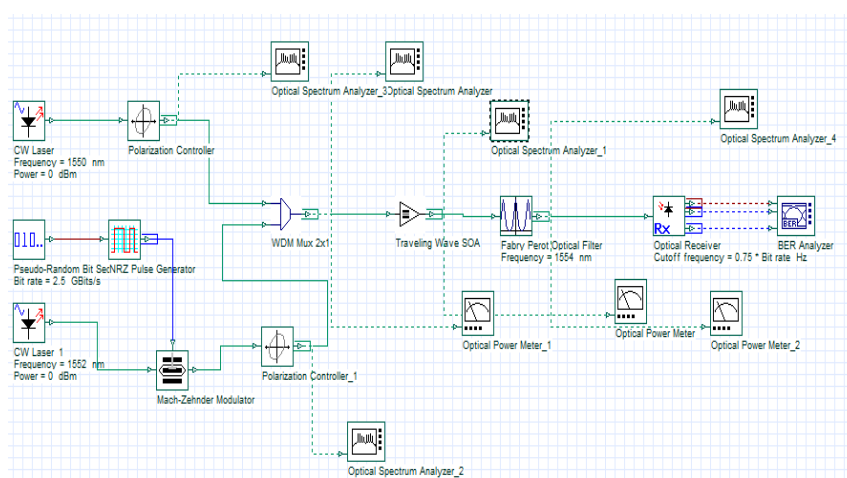 Optical Spectrum Analyzer_3
Optical Spectrum Analyzer
Optical Spectrum Analyzer_1
Optical Spectrum Analyzer_4
CW Laser
Frequency = 1550 nm
Power = 0 dBm
Polarization Controller
WDM Mux 2x1
Traveling Wave SOA
Fabry Perot Optical Filter
Frequency = 1554 nm
Rx
Optical Receiver
Cutoff frequency = 0.75 * Bit rate Hz
BER
BER Analyzer
010..
Pseudo-Random Bit Se
NRZ Pulse Generator
Bit rate = 2.5 GBits/s
CW Laser 1
Frequency = 1552 nm
Power = 0 dBm
Mach-Zehnder Modulator
Polarization Controller_1
Optical Power Meter_1
Optical Power Meter
Optical Power Meter_2
Optical Spectrum Analyzer_2